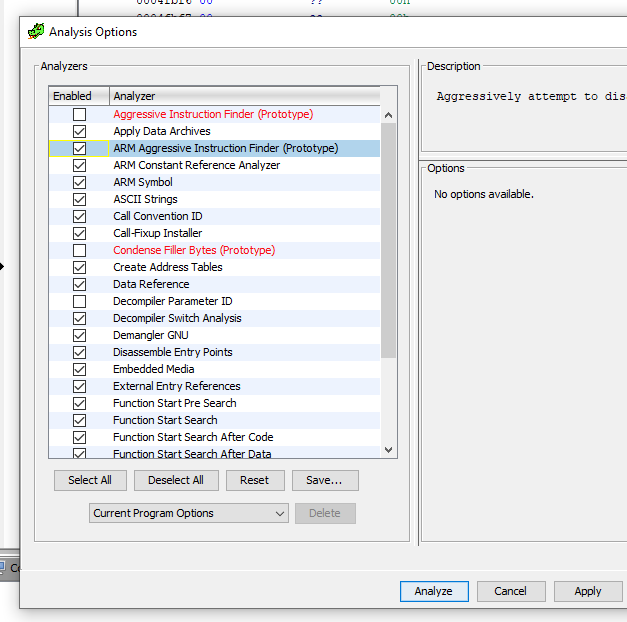 0004fbf6 00 ?? 00h
Analysis Options
Analyzers
Enabled Analyzer
Aggressive Instruction Finder (Prototype)
Apply Data Archives
ARM Aggressive Instruction Finder (Prototype)
ARM Constant Reference Analyzer
ARM Symbol
ASCII Strings
Call Convention ID
Call-Fixup Installer
Condense Filler Bytes (Prototype)
Create Address Tables
Data Reference
Decompiler Parameter ID
Decompiler Switch Analysis
Demangler GNU
Disassemble Entry Points
Embedded Media
External Entry References
Function Start Pre Search
Function Start Search
Function Start Search After Code
Function Start Search After Data
Select All Deselect All Reset Save...
Current Program Options Delete
Description
Aggressively attempt to dis
Options
No options available.
Analyze Cancel Apply